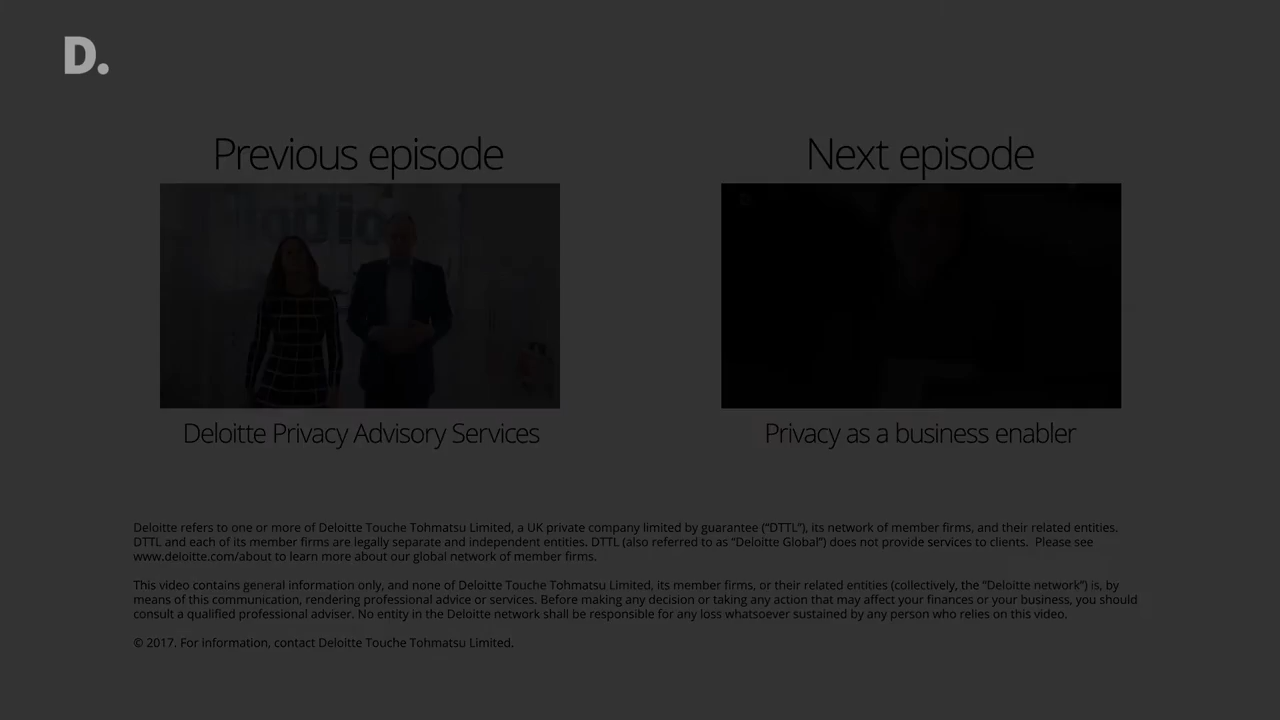 D.
Previous episode
Next episode
Radio
Deloitte Privacy Advisory Services
Privacy as a business enabler
Deloitte refers to one or more of Deloitte Touche Tohmatsu Limited, a UK private company limited by guarantee (“DTTL”), its network of member firms, and their related entities.
DTTL and each of its member firms are legally separate and independent entities. DTTL (also referred to as “Deloitte Global”) does not provide services to clients.  Please see
www.deloitte.com/about to learn more about our global network of member firms.
This video contains general information only, and none of Deloitte Touche Tohmatsu Limited, its member firms, or their related entities (collectively, the “Deloitte network”) is, by
means of this communication, rendering professional advice or services. Before making any decision or taking any action that may affect your finances or your business, you should
consult a qualified professional adviser. No entity in the Deloitte network shall be responsible for any loss whatsoever sustained by any person who relies on this video.
© 2017. For information, contact Deloitte Touche Tohmatsu Limited.